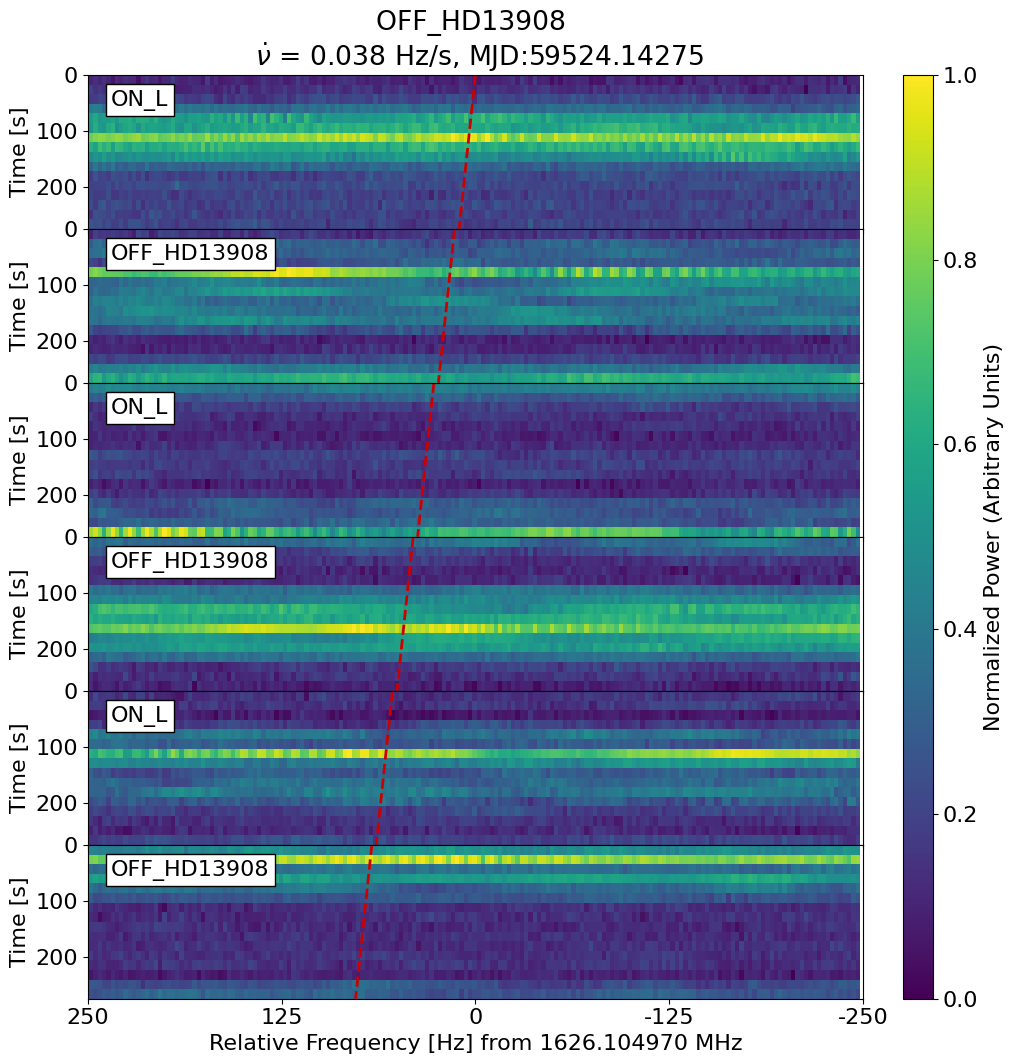 OFF_HD13908
ν̇ = 0.038 Hz/s, MJD:59524.14275
0
ON_L
100
Time [s]
200
0
OFF_HD13908
100
Time [s]
200
0
ON_L
100
Time [s]
200
0
OFF_HD13908
100
Time [s]
200
0
ON_L
100
Time [s]
200
0
OFF_HD13908
100
Time [s]
200
250 125 0 -125 -250
Relative Frequency [Hz] from 1626.104970 MHz
1.0
0.8
0.6
0.4
0.2
0.0
Normalized Power (Arbitrary Units)